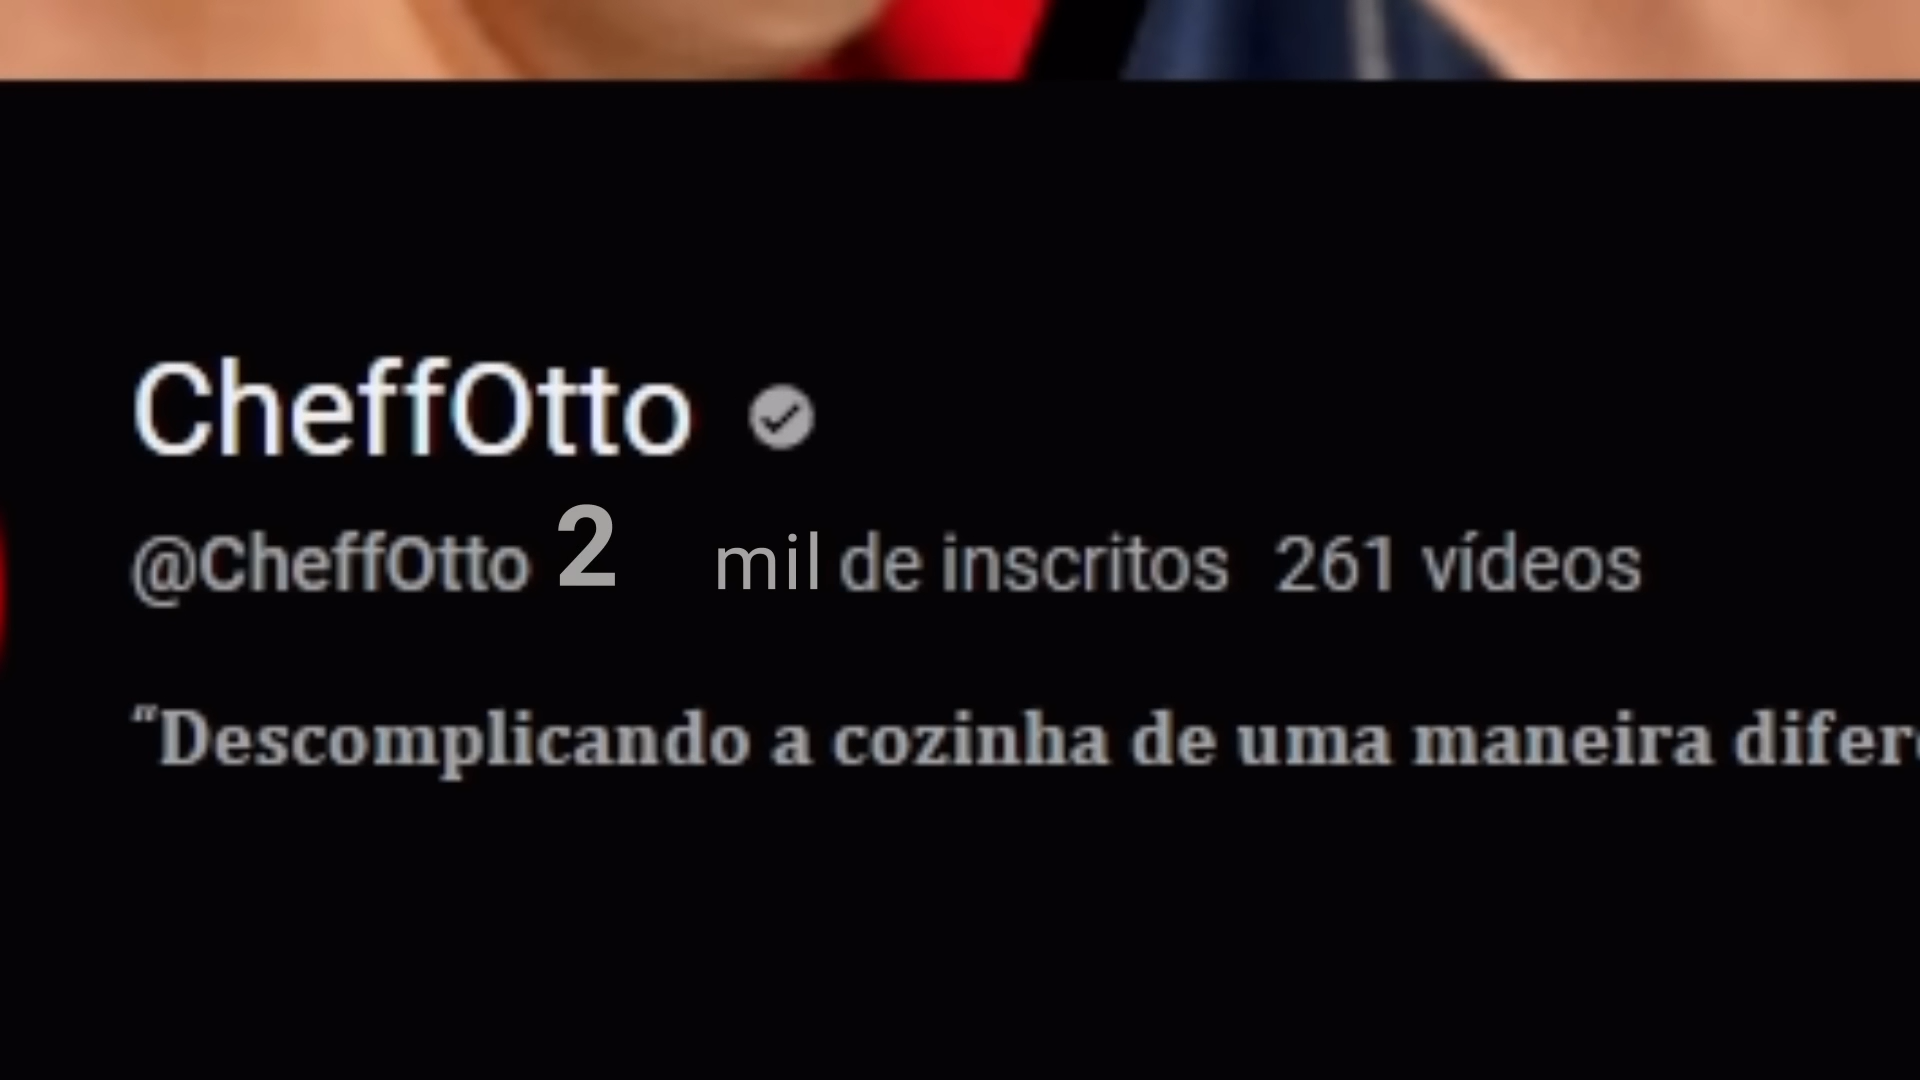 CheffOtto
@CheffOtto 2 mil de inscritos 261 vídeos
“Descomplicando a cozinha de uma maneira difer